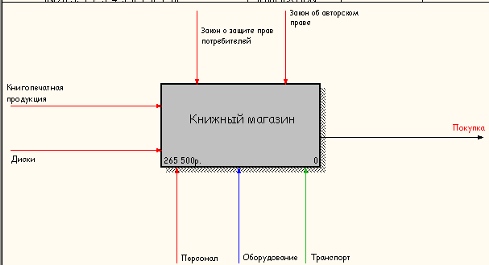 Закон о защите прав
потребителей
Закон об авторском
праве
Книгопечатная
продукция
Книжный магазин
Покупка
Диски
265 500р.
0
Персонал
Оборудование
Транспорт